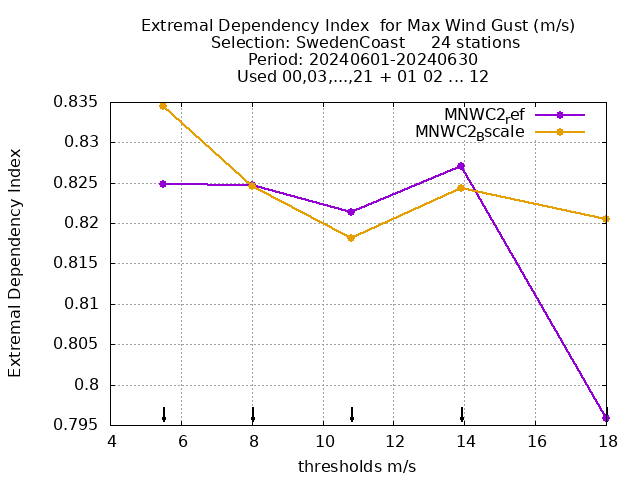 Extremal Dependency Index  for Max Wind Gust (m/s)
Selection: SwedenCoast     24 stations
Period: 20240601-20240630
Used 00,03,...,21 + 01 02 ... 12
MNWC2_ref
MNWC2_Bscale
0.835
0.83
0.825
0.82
0.815
0.81
0.805
0.8
0.795
Extremal Dependency Index
4 6 8 10 12 14 16 18
thresholds m/s